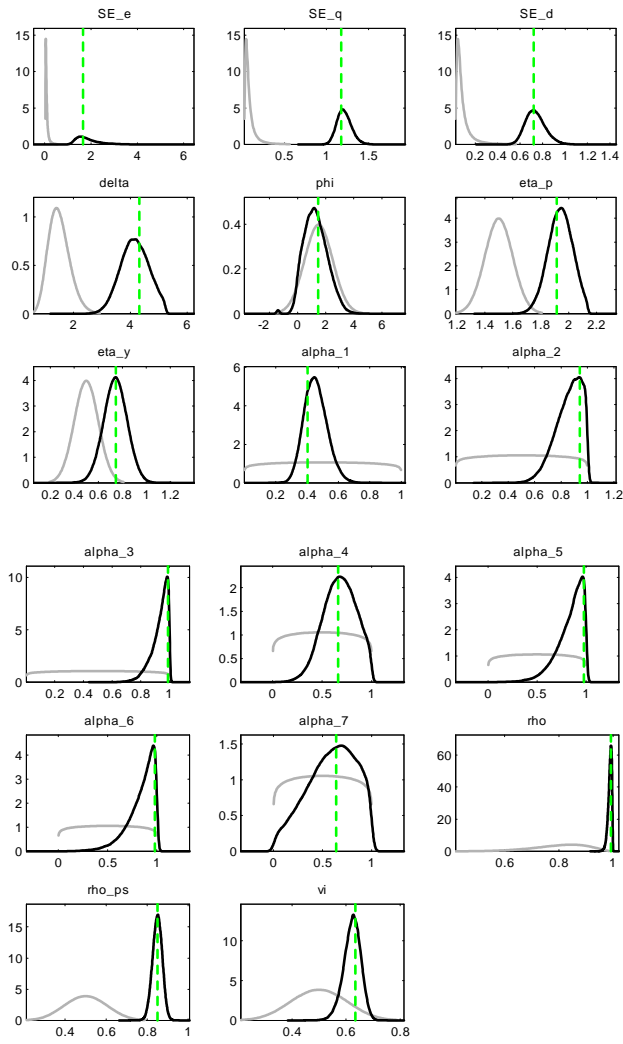 SE_e SE_q SE_d
15 15 15
10 10 10
5 5 5
0 0 0
0 2 4 6 0.5 1 1.5 0.2 0.4 0.6 0.8 1 1.2 1.4
delta phi eta_p
1 0.4 4
0.5 0.2 3
2
1
0 0 0
2 4 6 -2 0 2 4 6 1.2 1.4 1.6 1.8 2 2.2
eta_y alpha_1 alpha_2
4 6 4
3 4 3
2 2 2
1 1
0 0 0
0.2 0.4 0.6 0.8 1 1.2 0.2 0.4 0.6 0.8 1 0.2 0.4 0.6 0.8 1 1.2
alpha_3 alpha_4 alpha_5
10 2 4
5 1.5 3
1 2
0.5 1
0 0 0
0.2 0.4 0.6 0.8 1 0 0.5 1 0 0.5 1
alpha_6 alpha_7 rho
4 1.5 60
3 1 40
2 0.5 20
1
0 0 0
0 0.5 1 0 0.5 1 0.6 0.8 1
rho_ps vi
15 10
10 5
5
0 0
0.4 0.6 0.8 1 0.4 0.6 0.8